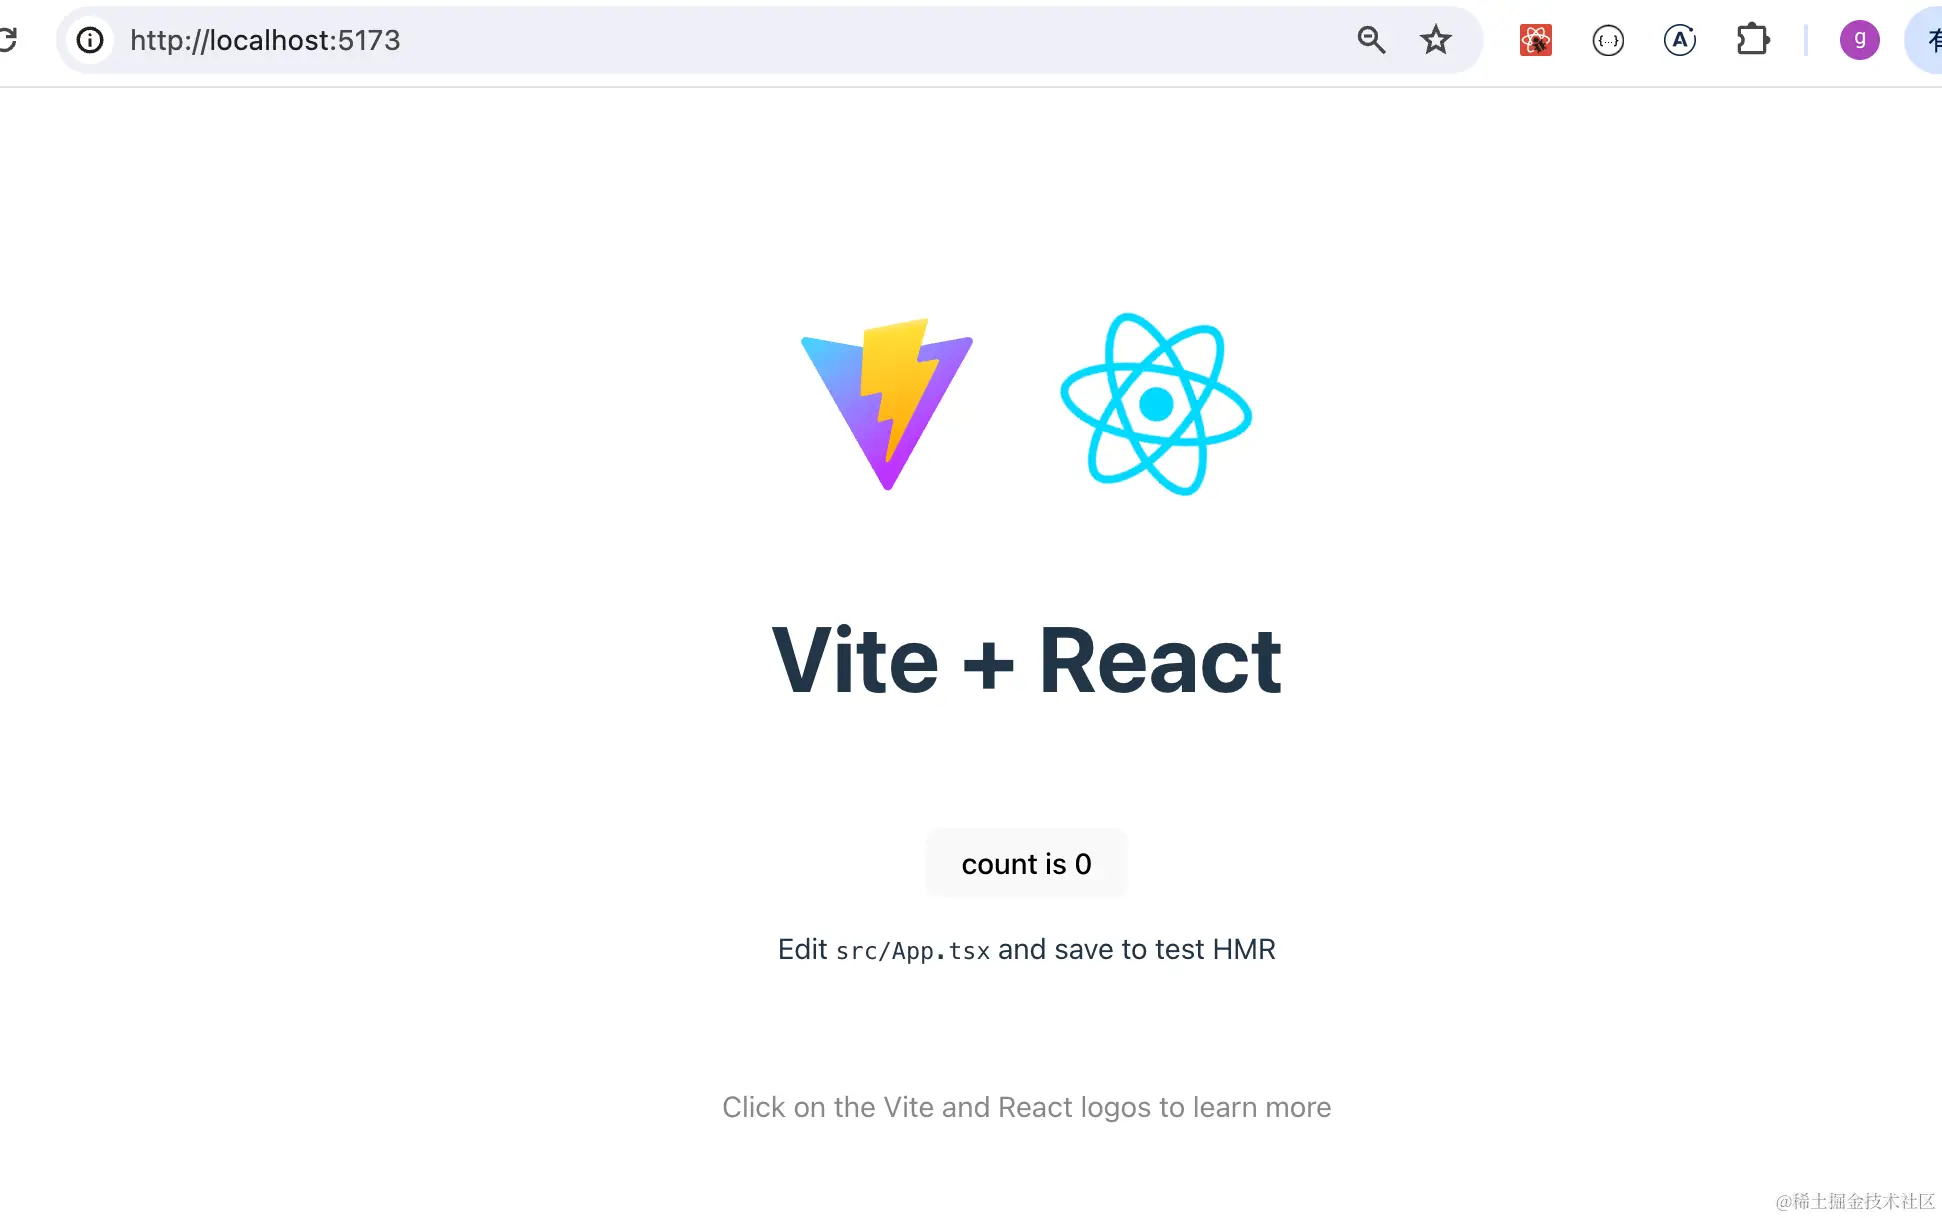 http://localhost:5173
g
有
Vite + React
count is 0
Edit src/App.tsx and save to test HMR
Click on the Vite and React logos to learn more
@稀土掘金技术社区